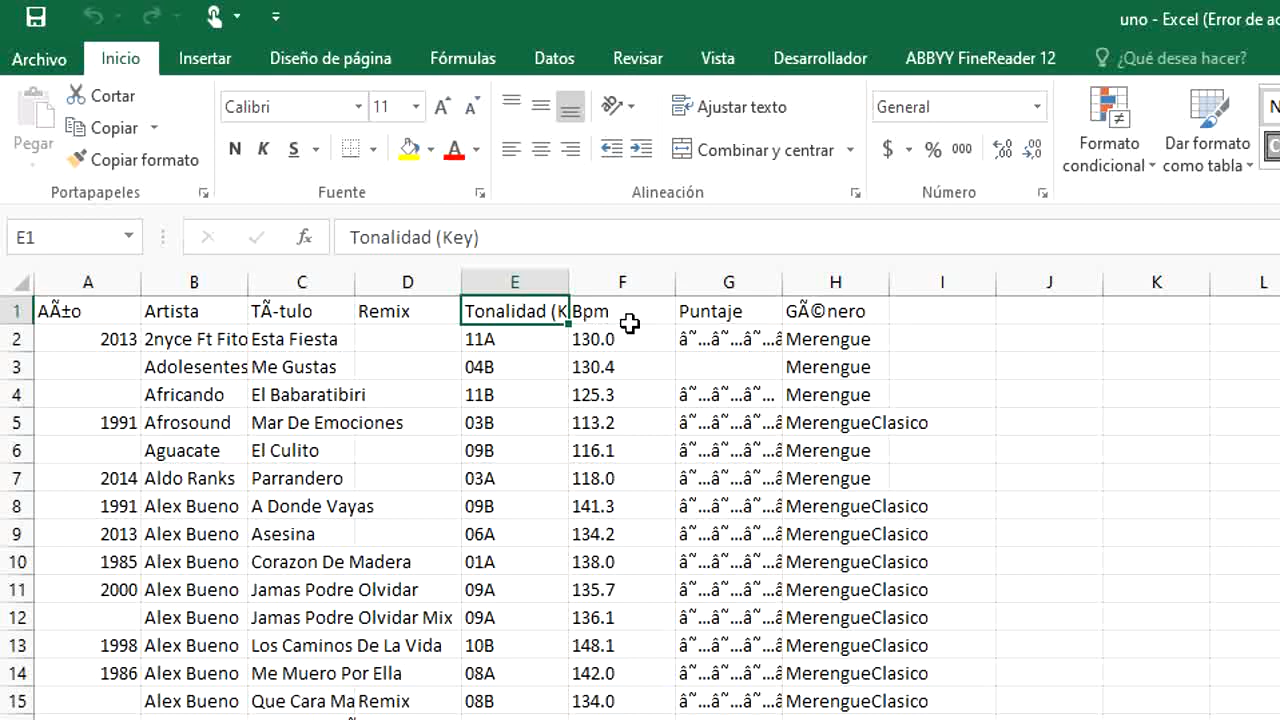 uno - Excel (Error de ac
Archivo Inicio Insertar Diseño de página Fórmulas Datos Revisar Vista Desarrollador ABBYY FineReader 12 ¿Qué desea hacer?
Pegar Cortar Copiar Copiar formato
Calibri 11
N K S
Ajustar texto
Combinar y centrar
General
$ % 000
Formato condicional
Dar formato como tabla
Portapapeles Fuente Alineación Número
E1 fx Tonalidad (Key)
A B C D E F G H I J K L
1 AÃ±o Artista TÃ-tulo Remix Tonalidad (K Bpm Puntaje GÃ©nero
2 2013 2nyce Ft Fito Esta Fiesta 11A 130.0 â˜…â˜…â˜…â Merengue
3 Adolesentes Me Gustas 04B 130.4 Merengue
4 Africando El Babaratibiri 11B 125.3 â˜…â˜…â˜… Merengue
5 1991 Afrosound Mar De Emociones 03B 113.2 â˜…â˜…â˜…â MerengueClasico
6 Aguacate El Culito 09B 116.1 â˜…â˜…â˜…â Merengue
7 2014 Aldo Ranks Parrandero 03A 118.0 â˜…â˜…â˜…â Merengue
8 1991 Alex Bueno A Donde Vayas 09B 141.3 â˜…â˜…â˜…â MerengueClasico
9 2013 Alex Bueno Asesina 06A 134.2 â˜…â˜…â˜…â MerengueClasico
10 1985 Alex Bueno Corazon De Madera 01A 138.0 â˜…â˜…â˜…â MerengueClasico
11 2000 Alex Bueno Jamas Podre Olvidar 09A 135.7 â˜…â˜…â˜…â MerengueClasico
12 Alex Bueno Jamas Podre Olvidar Mix 09A 136.1 â˜…â˜…â˜…â MerengueClasico
13 1998 Alex Bueno Los Caminos De La Vida 10B 148.1 â˜…â˜…â˜…â MerengueClasico
14 1986 Alex Bueno Me Muero Por Ella 08A 142.0 â˜…â˜…â˜…â MerengueClasico
15 Alex Bueno Que Cara Ma Remix 08B 134.0 â˜…â˜…â˜…â MerengueClasico